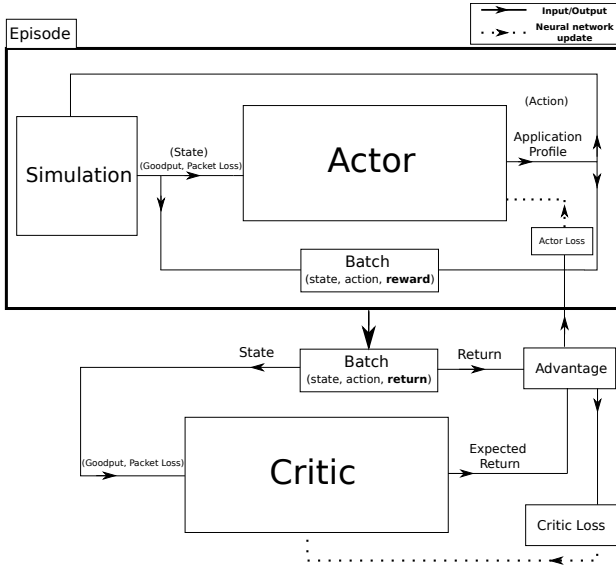 Input/Output
Neural network
update
Episode
(Action)
(State)
(Goodput, Packet Loss)
Simulation
Actor
Application
Profile
Actor Loss
Batch
(state, action, reward)
State
Batch
(state, action, return)
Return
Advantage
(Goodput, Packet Loss)
Critic
Expected
Return
Critic Loss